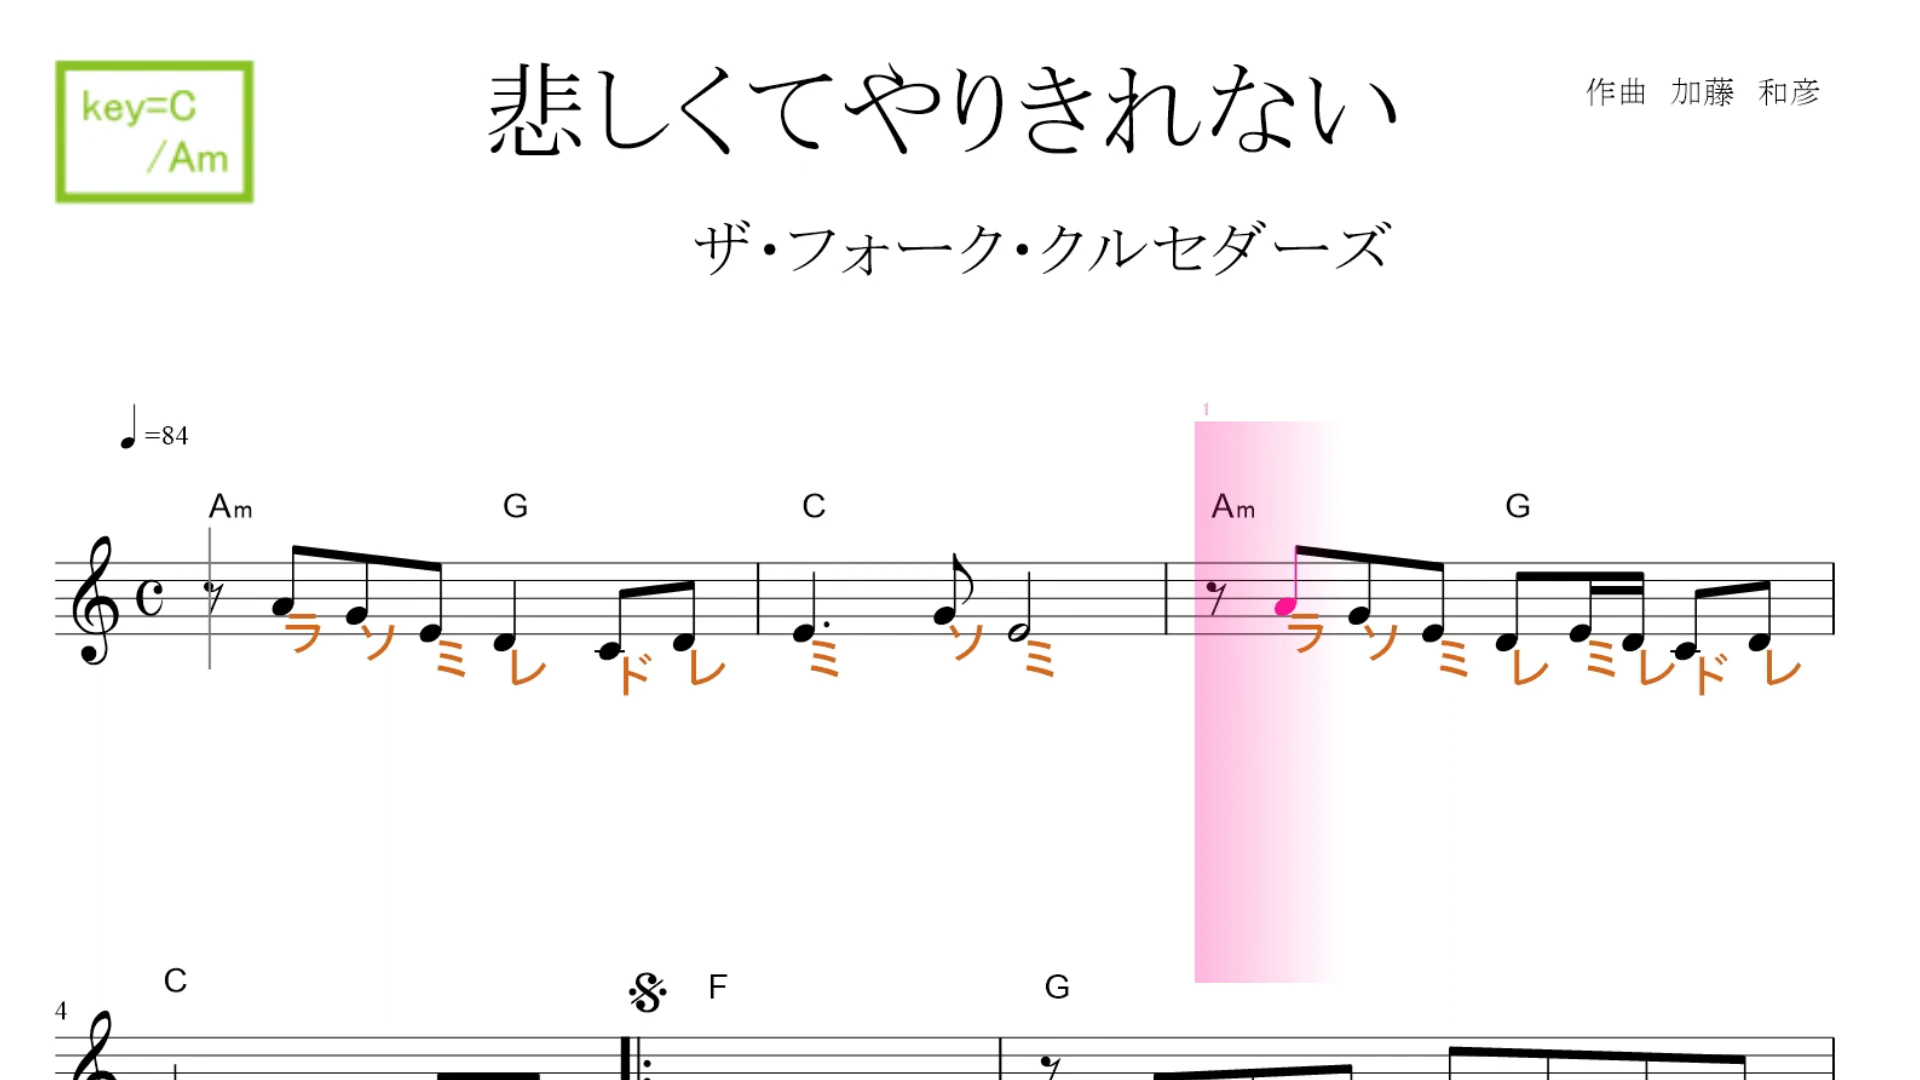 key=C
/Am
悲しくてやりきれない
作曲 加藤 和彦
ザ・フォーク・クルセダーズ
=84
1
Am G C Am G
ラ ソ ミ レ ド レ ミ ソ ミ ラ ソ ミ レ ミ レ ド レ
C F G
4